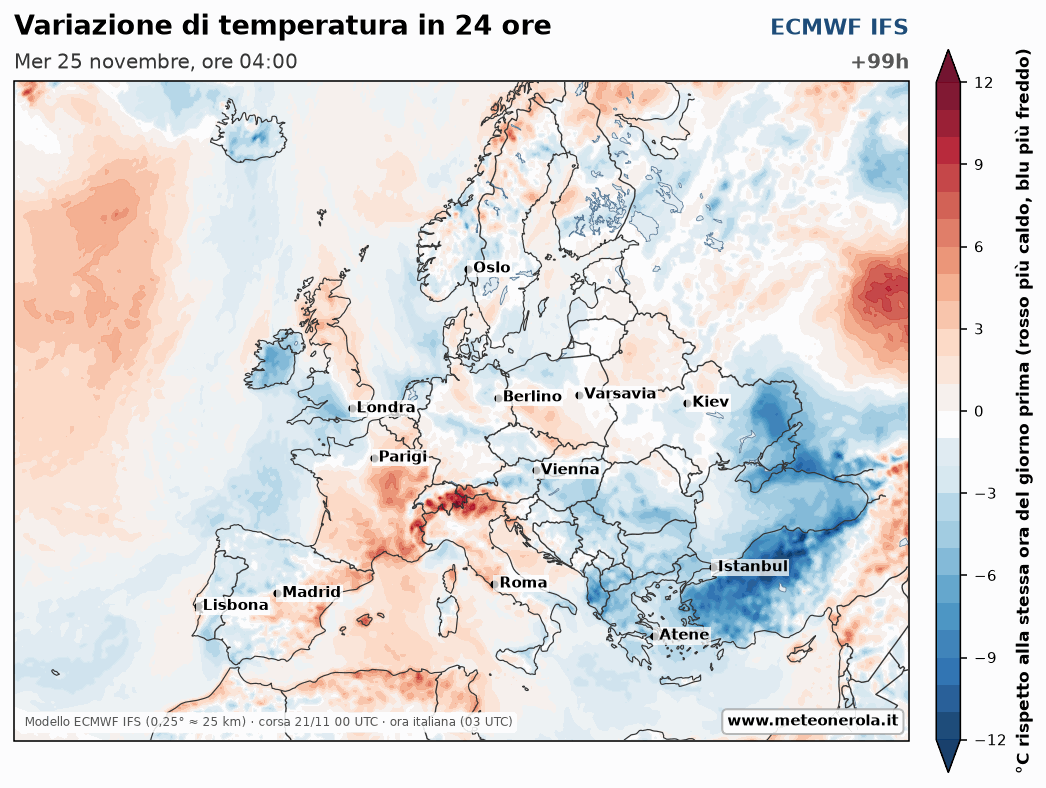 Variazione di temperatura in 24 ore
ECMWF IFS
Mer 25 novembre, ore 04:00
+99h
Oslo
Londra
Berlino
Varsavia
Kiev
Parigi
Vienna
Istanbul
Roma
Madrid
Lisbona
Atene
Modello ECMWF IFS (0,25° ≈ 25 km) · corsa 21/11 00 UTC · ora italiana (03 UTC)
www.meteonerola.it
12
9
6
3
0
−3
−6
−9
−12
°C rispetto alla stessa ora del giorno prima (rosso più caldo, blu più freddo)